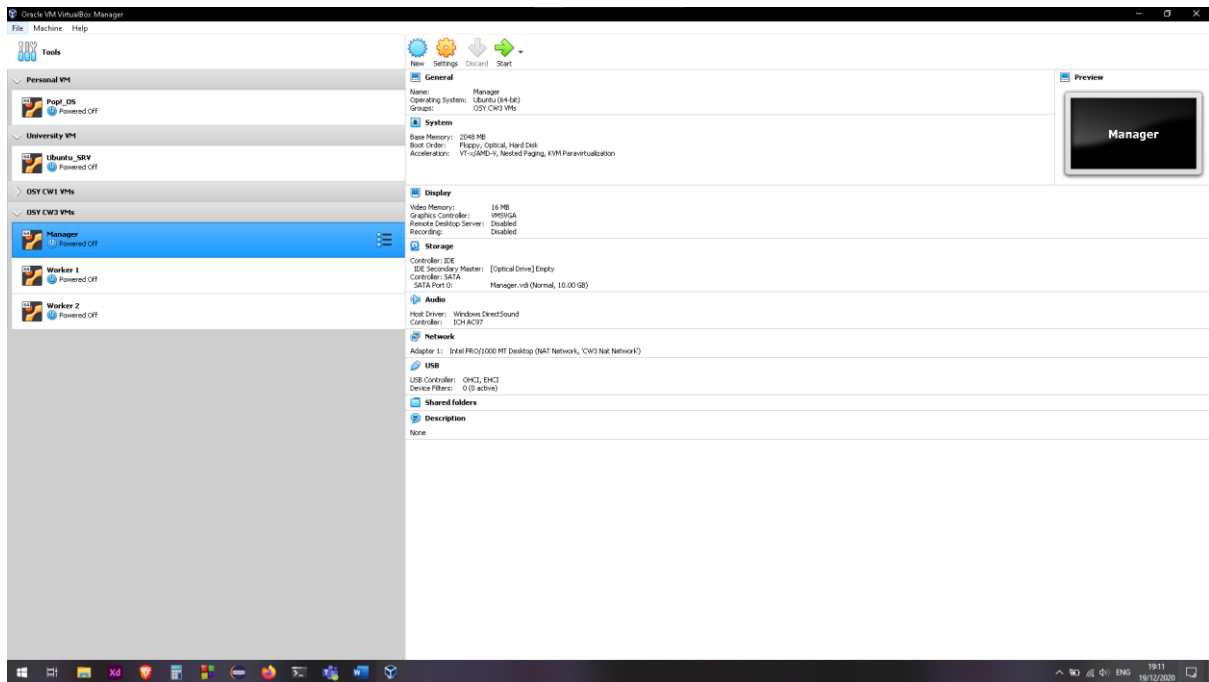 Oracle VM VirtualBox Manager
File Machine Help
Tools
New Settings Discard Start
Personal VM
Pop!_OS
Powered Off
University VM
Ubuntu_SRV
Powered Off
OSY CW1 VMs
OSY CW3 VMs
Manager
Powered Off
Worker 1
Powered Off
Worker 2
Powered Off
General
Name: Manager
Operating System: Ubuntu (64-bit)
Groups: OSY CW3 VMs
System
Base Memory: 2048 MB
Boot Order: Floppy, Optical, Hard Disk
Acceleration: VT-x/AMD-V, Nested Paging, KVM Paravirtualization
Preview
Manager
Display
Video Memory: 16 MB
Graphics Controller: VMSVGA
Remote Desktop Server: Disabled
Recording: Disabled
Storage
Controller: IDE
IDE Secondary Master: [Optical Drive] Empty
Controller: SATA
SATA Port 0: Manager.vdi (Normal, 10.00 GB)
Audio
Host Driver: Windows DirectSound
Controller: ICH AC97
Network
Adapter 1: Intel PRO/1000 MT Desktop (NAT Network, 'CW3 Nat Network')
USB
USB Controller: OHCI, EHCI
Device Filters: 0 (0 active)
Shared folders
Description
None
Xd
ENG
19:11
19/12/2020